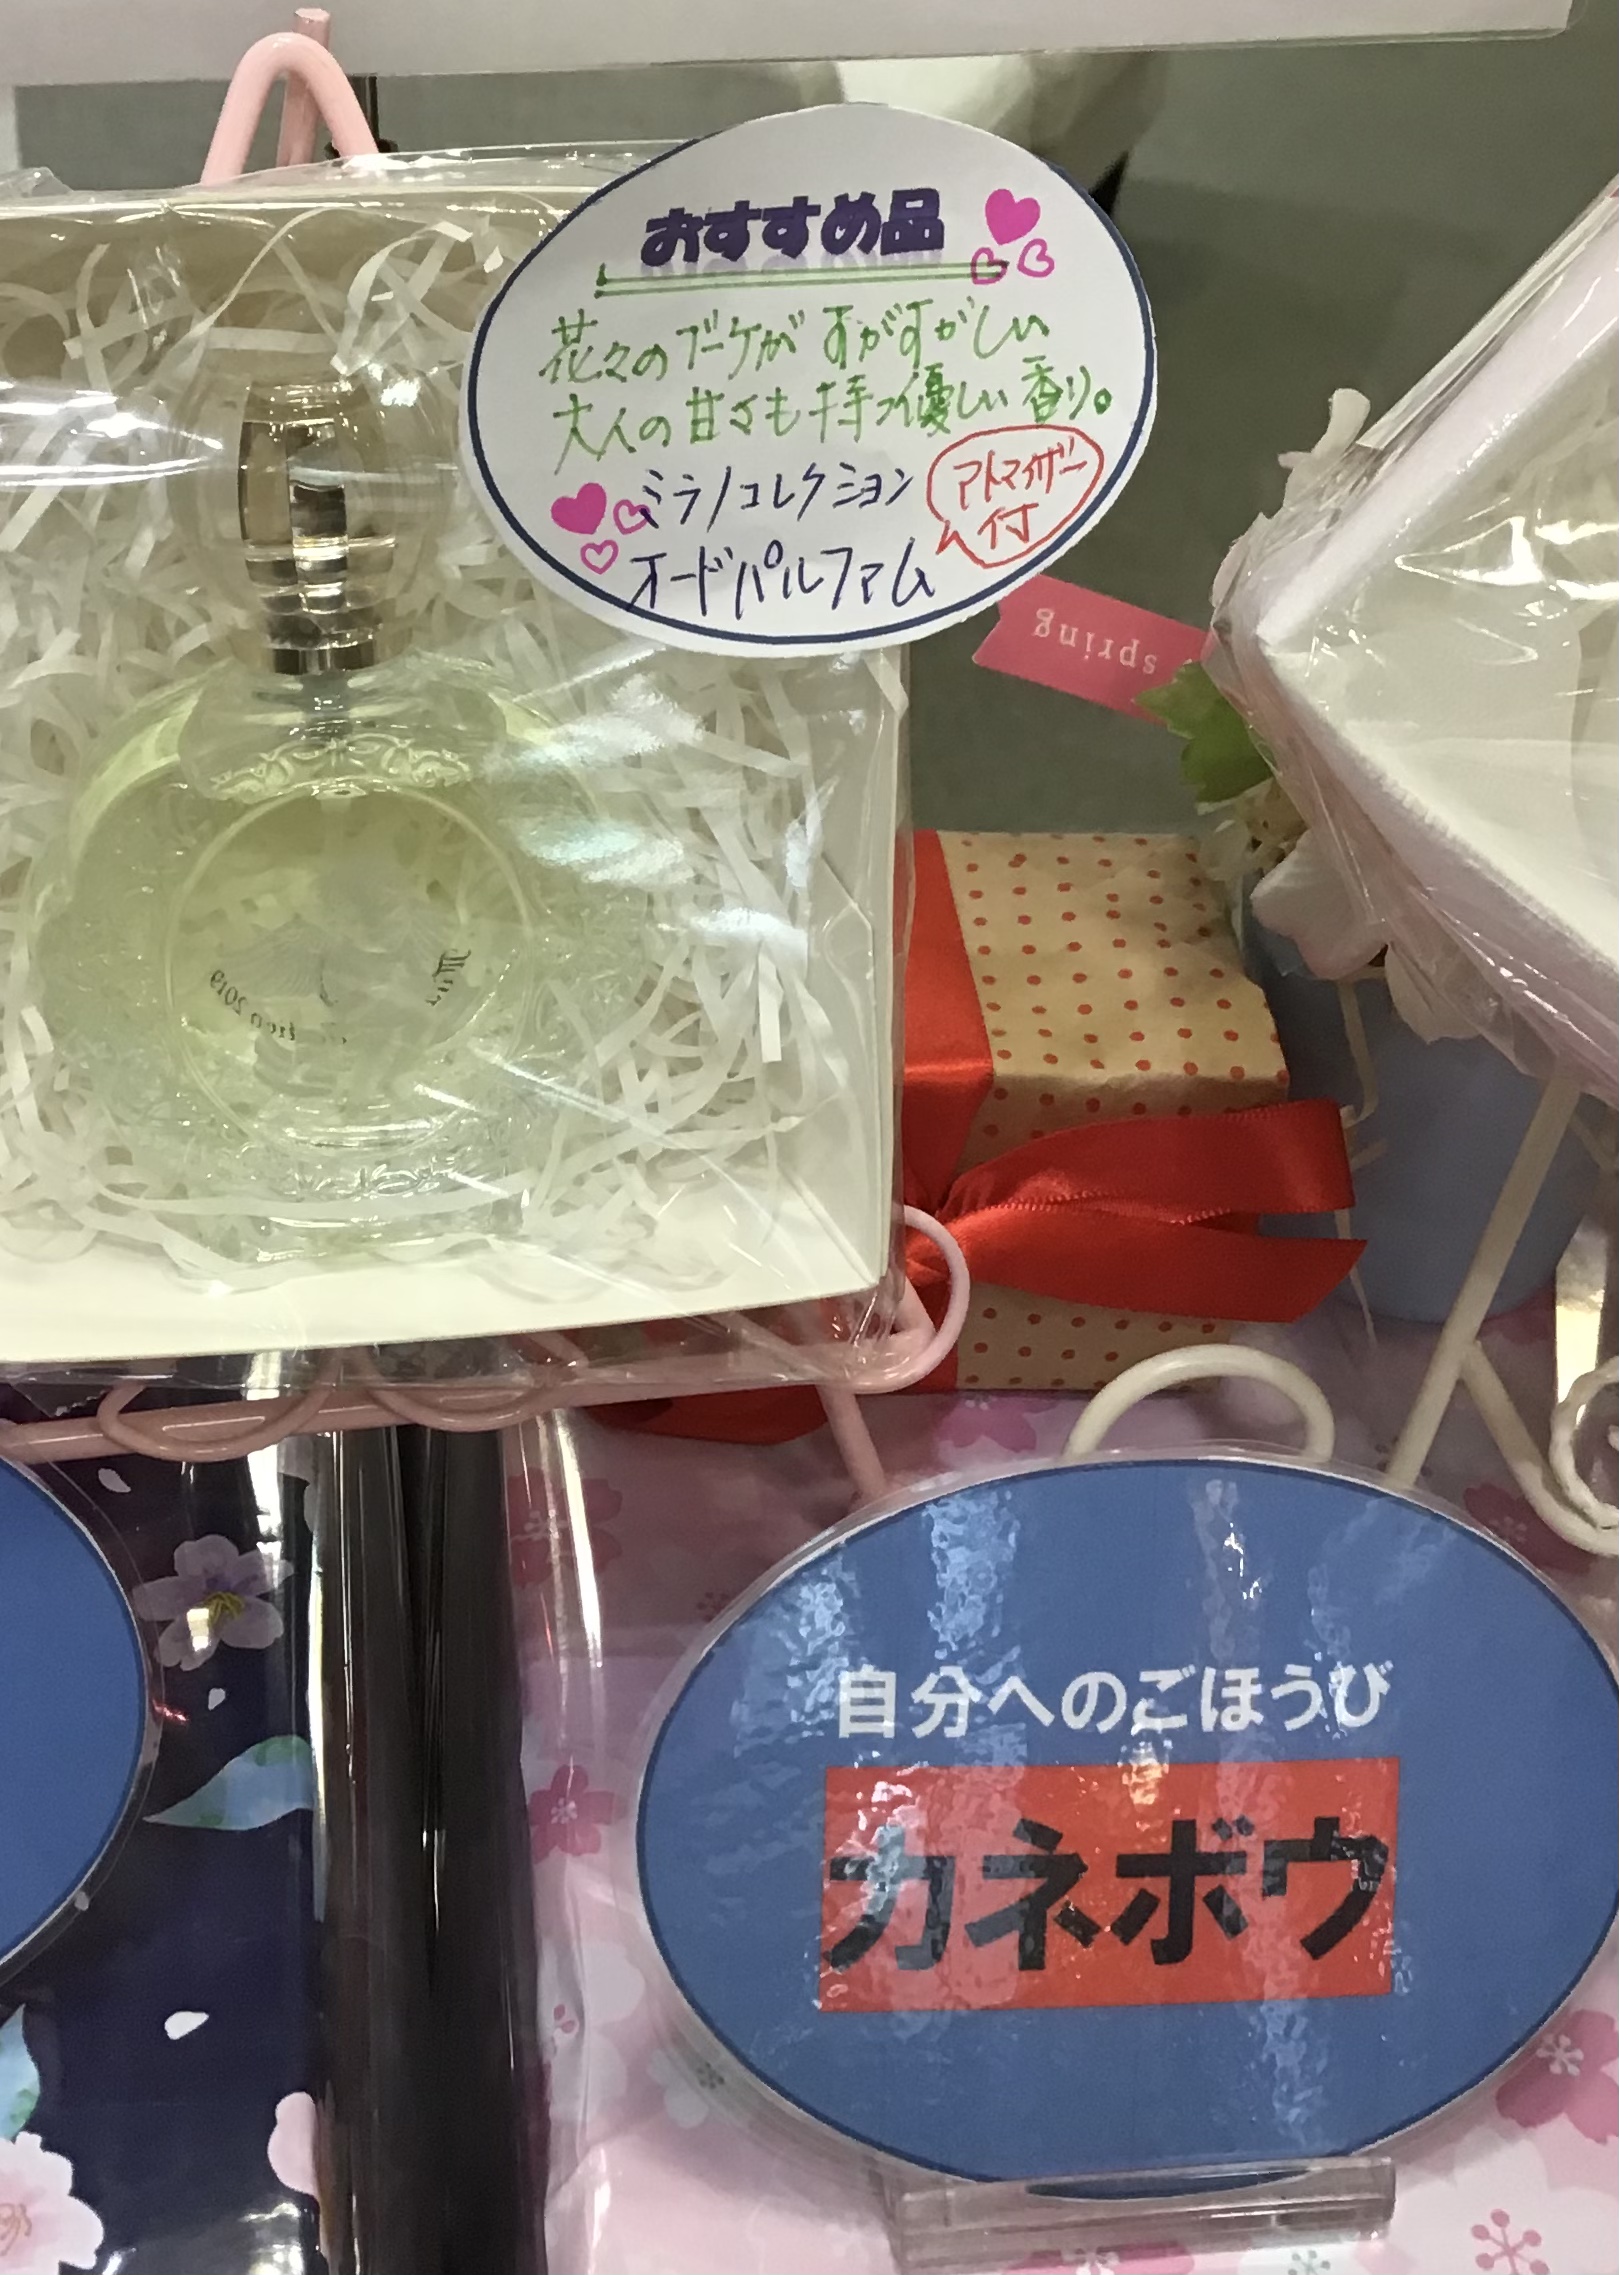 おすすめ品
花々のブーケが すがすがしい
大人の甘さも持つ優しい香り。
ミラノコレクション
アトマイザー
付
オードパルファム
spring
2019
自分へのごほうび
カネボウ